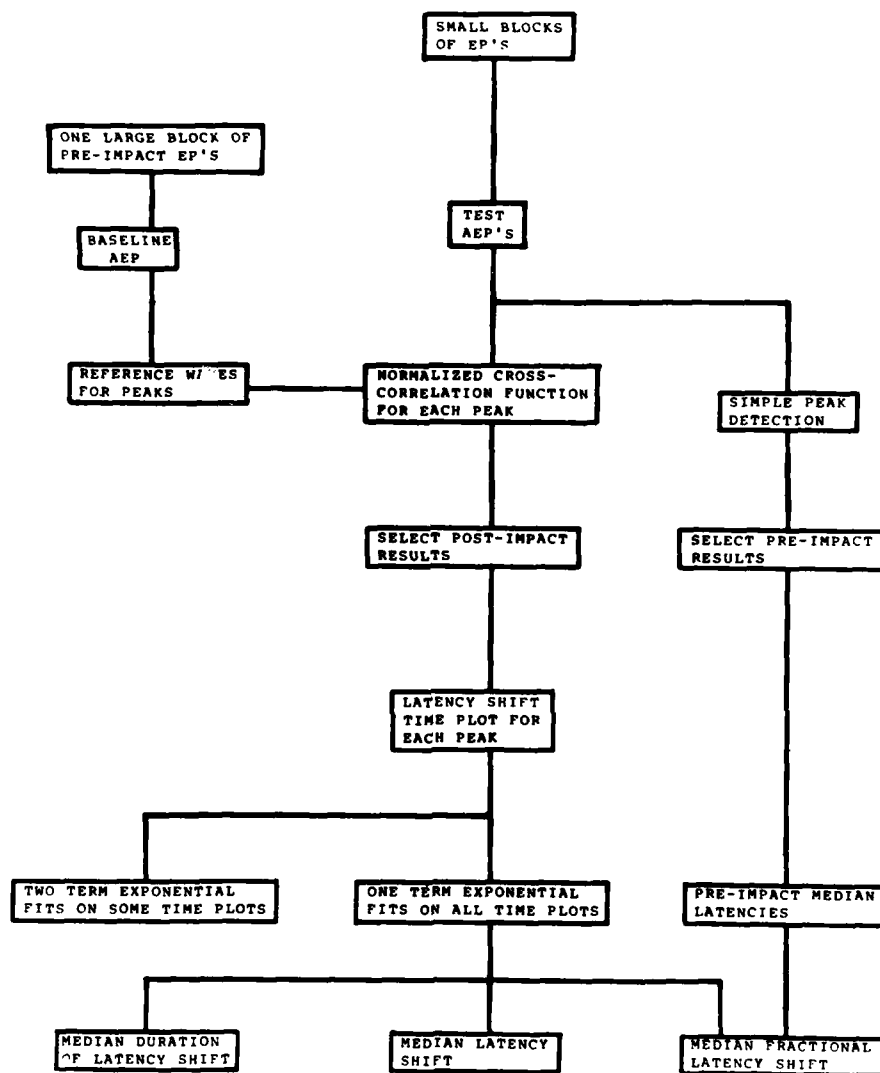 SMALL BLOCKS
OF EP'S
ONE LARGE BLOCK OF
PRE-IMPACT EP'S
TEST
AEP'S
BASELINE
AEP
REFERENCE
FOR PEAKS
NORMALIZED CROSS-
CORRELATION FUNCTION
FOR EACH PEAK
SIMPLE PEAK
DETECTION
SELECT POST-IMPACT
RESULTS
SELECT PRE-IMPACT
RESULTS
LATENCY SHIFT
TIME PLOT FOR
EACH PEAK
TWO TERM EXPONENTIAL
FITS ON SOME TIME PLOTS
ONE TERM EXPONENTIAL
FITS ON ALL TIME PLOTS
PRE-IMPACT MEDIAN
LATENCIES
MEDIAN DURATION
OF LATENCY SHIFT
MEDIAN LATENCY
SHIFT
MEDIAN FRACTIONAL
LATENCY SHIFT